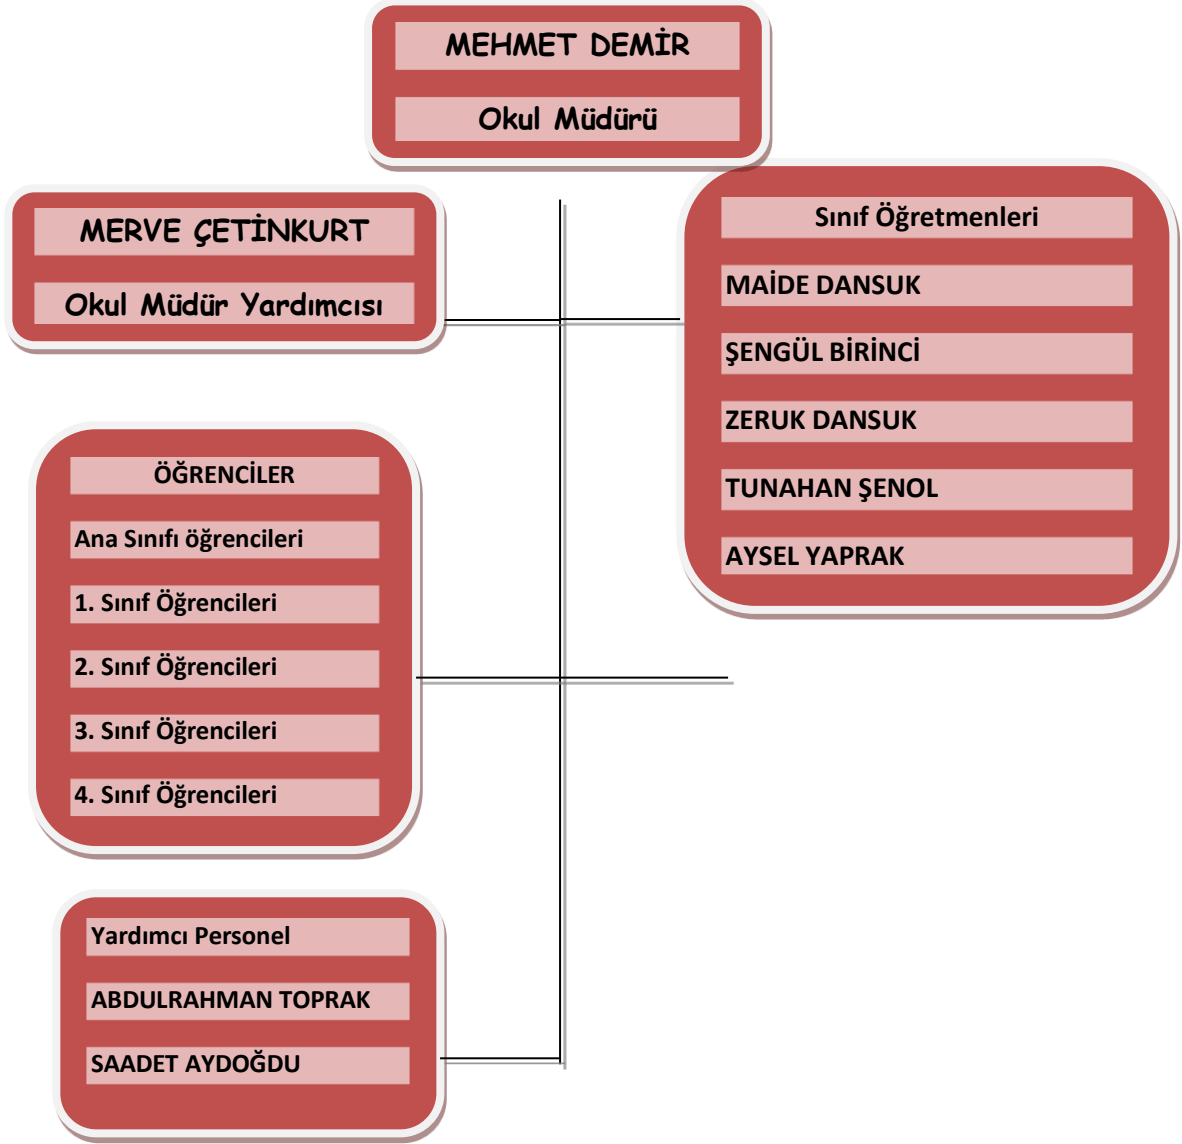 MEHMET DEMİR
Okul Müdürü
MERVE ÇETİNKURT
Okul Müdür Yardımcısı
Sınıf Öğretmenleri
MAİDE DANSUK
ŞENGÜL BİRİNCİ
ZERUK DANSUK
TUNAHAN ŞENOL
AYSEL YAPRAK
ÖĞRENCİLER
Ana Sınıfı öğrencileri
1. Sınıf Öğrencileri
2. Sınıf Öğrencileri
3. Sınıf Öğrencileri
4. Sınıf Öğrencileri
Yardımcı Personel
ABDULRAHMAN TOPRAK
SAADET AYDOĞDU